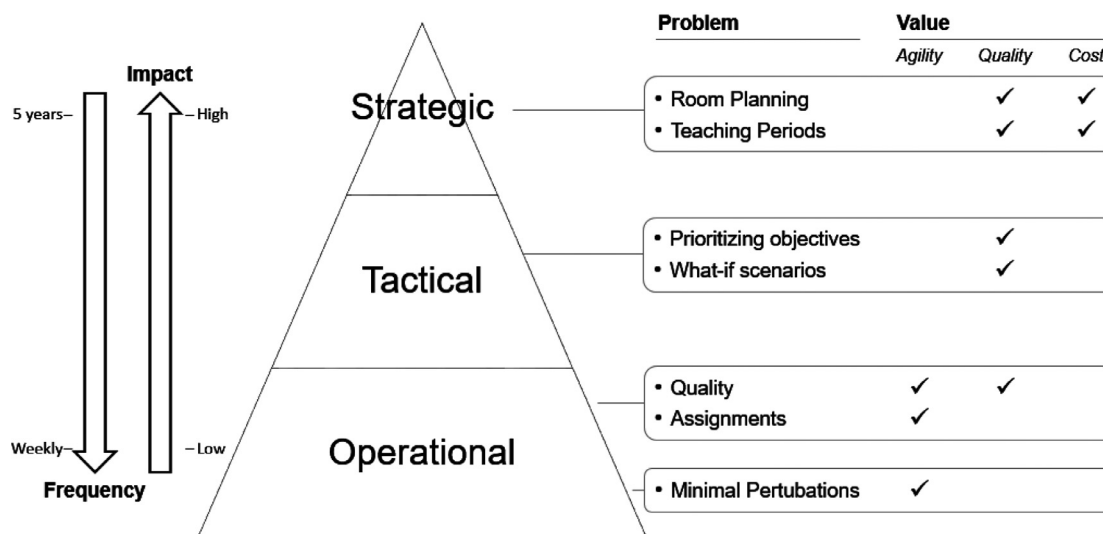 Problem
Value
Agility Quality Cost
Impact
5 years
High
Strategic
• Room Planning ✓ ✓
• Teaching Periods ✓ ✓
Tactical
• Prioritizing objectives ✓
• What-if scenarios ✓
Operational
• Quality ✓ ✓
• Assignments ✓
• Minimal Pertubations ✓
Weekly
Low
Frequency